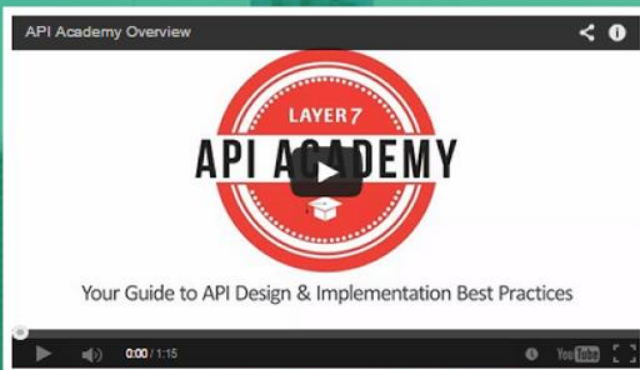 API Academy Overview
LAYER 7
API ACADEMY
Your Guide to API Design & Implementation Best Practices
0:00 / 1:15
YouTube